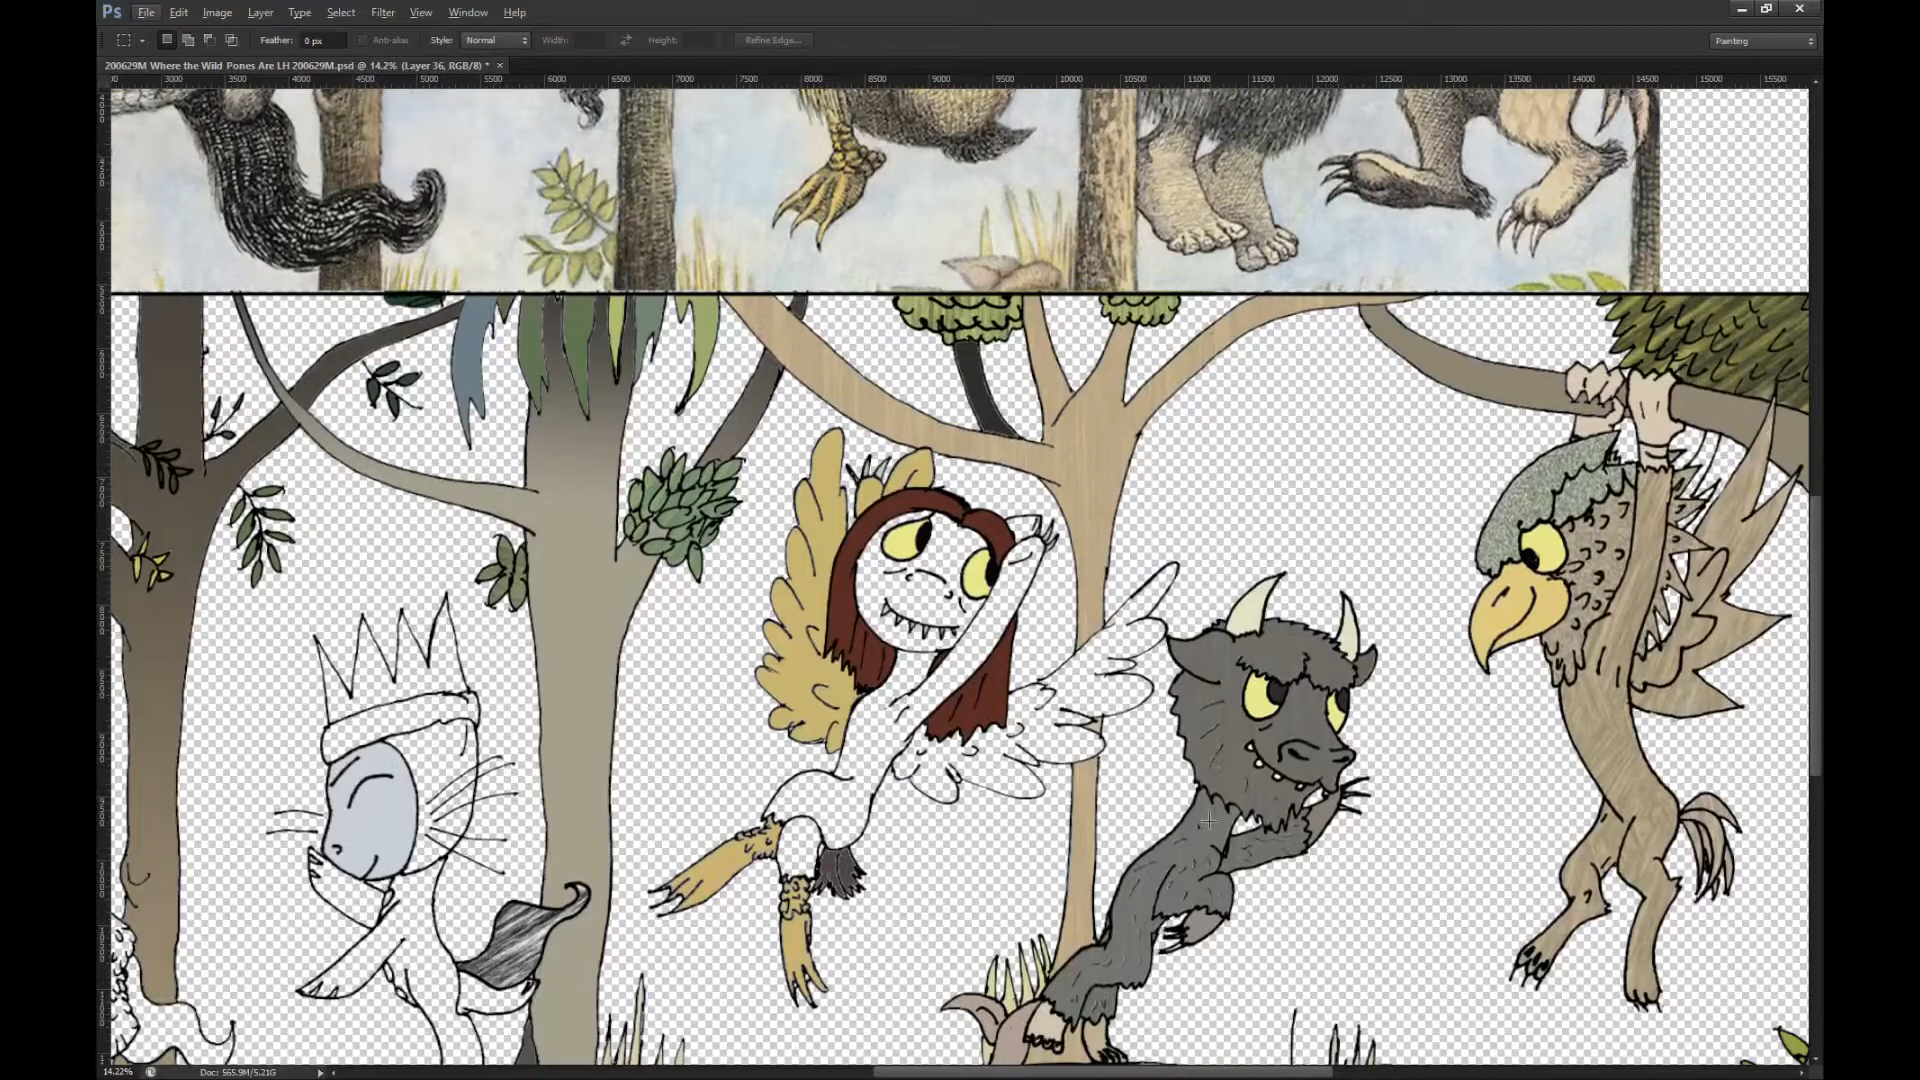 Ps File Edit Image Layer Type Select Filter View Window Help
Feather: 0 px Anti-alias Style: Normal Width: Height: Refine Edge... Painting
200629M Where the Wild Pones Are LH 200629M.psd @ 14.2% (Layer 36, RGB/8) * ×
3000 3500 4000 4500 5000 5500 6000 6500 7000 7500 8000 8500 9000 9500 10000 10500 11000 11500 12000 12500 13000 13500 14000 14500 15000 15500
14.22% Doc: 565.9M/5.21G